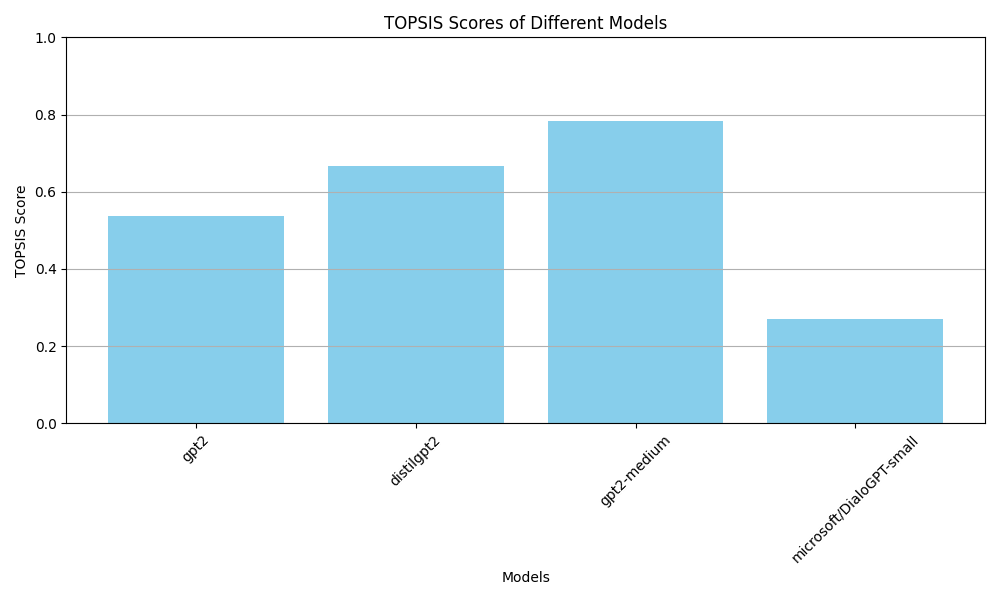 TOPSIS Scores of Different Models
TOPSIS Score
1.0
0.8
0.6
0.4
0.2
0.0
gpt2
distilgpt2
gpt2-medium
microsoft/DialoGPT-small
Models